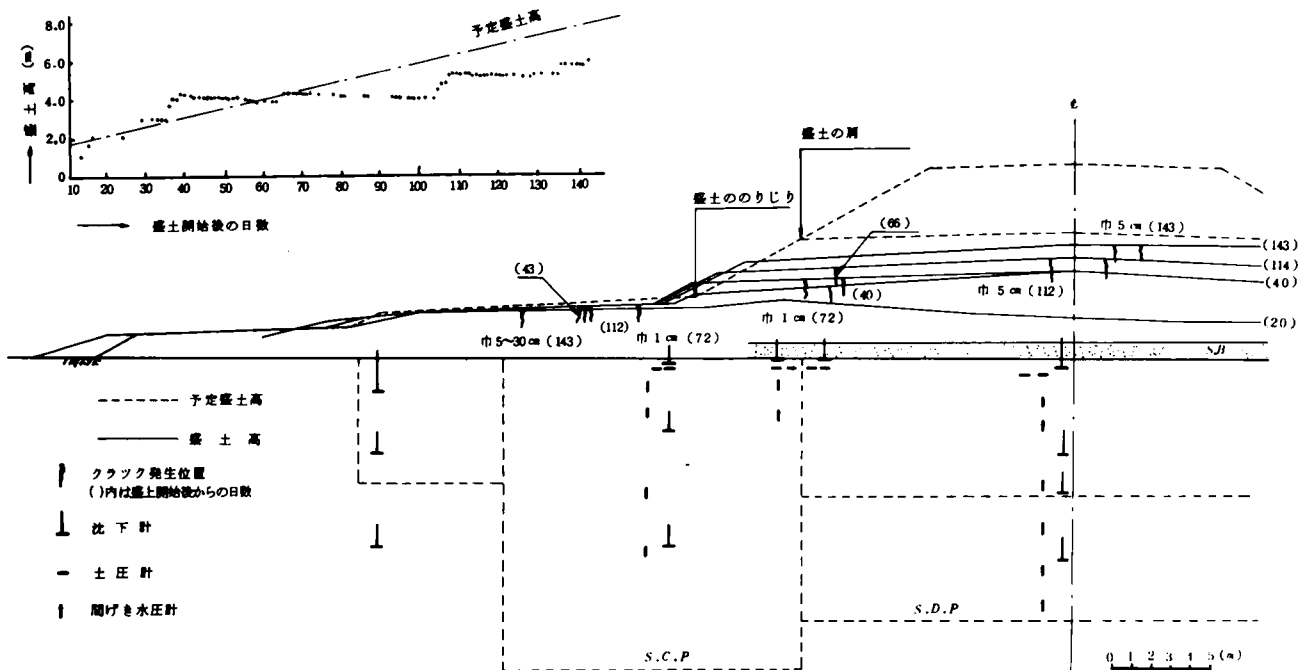 8.0
6.0
4.0
2.0
0
盛土高 (m)
予定盛土高
10 20 30 40 50 60 70 80 90 100 110 120 130 140
盛土開始後の日数
盛土の肩
盛土ののりじり
(66)
巾 5 cm (143)
(143)
(114)
(40)
(20)
(43)
(40)
巾 5 cm (112)
(112)
巾 1 cm (72)
巾 1 cm (72)
巾 5~30 cm (143)
S.B
予定盛土高
盛土高
クラック発生位置
( )内は盛土開始後からの日数
沈下計
土圧計
間げき水圧計
S.D.P
S.C.P
0 1 2 3 4 5 (m)